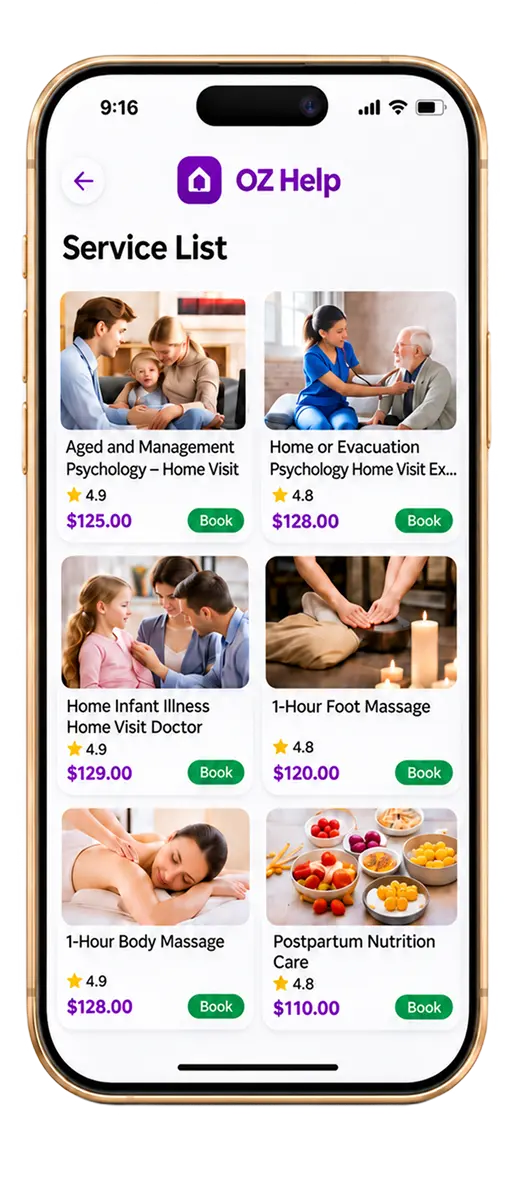 9:16
OZ Help
Service List
Aged and Management
Psychology – Home Visit
4.9
$125.00
Book
Home or Evacuation
Psychology Home Visit Ex...
4.8
$128.00
Book
Home Infant Illness
Home Visit Doctor
4.9
$129.00
Book
1-Hour Foot Massage
4.8
$120.00
Book
1-Hour Body Massage
4.9
$128.00
Book
Postpartum Nutrition
Care
4.8
$110.00
Book